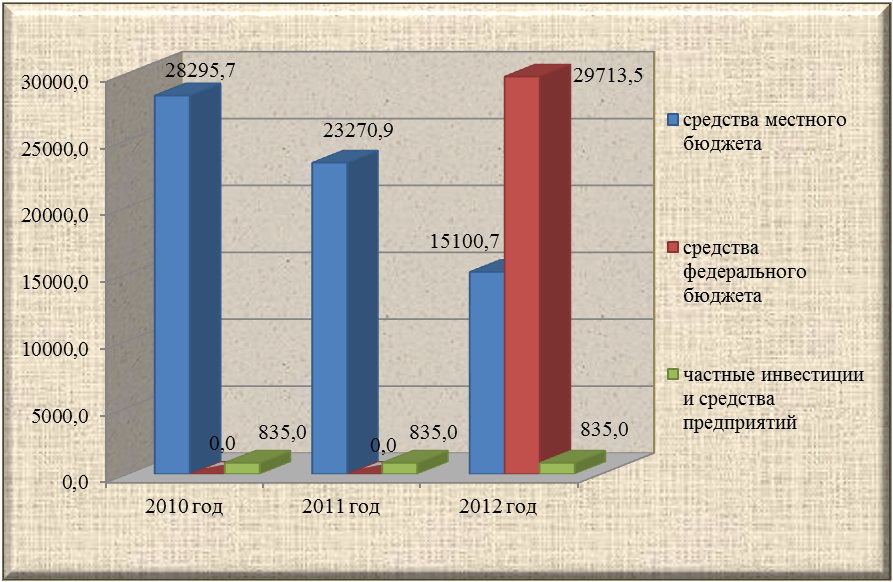 30000,0
25000,0
20000,0
15000,0
10000,0
5000,0
0,0
28295,7
0,0
835,0
23270,9
0,0
835,0
15100,7
29713,5
835,0
2010 год
2011 год
2012 год
средства местного
бюджета
средства
федерального
бюджета
частные инвестиции
и средства
предприятий